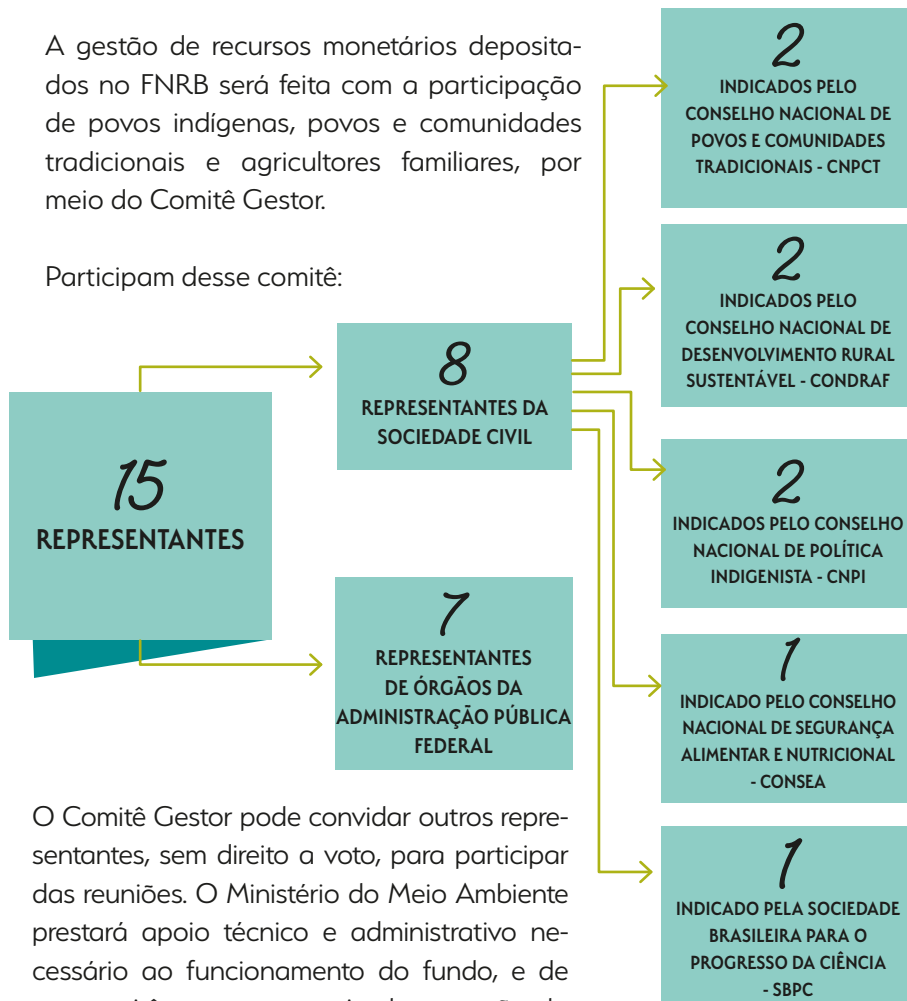 A gestão de recursos monetários deposita-
dos no FNRB será feita com a participação
de povos indígenas, povos e comunidades
tradicionais e agricultores familiares, por
meio do Comitê Gestor.
Participam desse comitê:
15
REPRESENTANTES
8
REPRESENTANTES DA
SOCIEDADE CIVIL
7
REPRESENTANTES
DE ÓRGÃOS DA
ADMINISTRAÇÃO PÚBLICA
FEDERAL
2
INDICADOS PELO
CONSELHO NACIONAL DE
POVOS E COMUNIDADES
TRADICIONAIS - CNPCT
2
INDICADOS PELO
CONSELHO NACIONAL DE
DESENVOLVIMENTO RURAL
SUSTENTÁVEL - CONDRAF
2
INDICADOS PELO CONSELHO
NACIONAL DE POLÍTICA
INDIGENISTA - CNPI
1
INDICADO PELO CONSELHO
NACIONAL DE SEGURANÇA
ALIMENTAR E NUTRICIONAL
- CONSEA
1
INDICADO PELA SOCIEDADE
BRASILEIRA PARA O
PROGRESSO DA CIÊNCIA
- SBPC
O Comitê Gestor pode convidar outros repre-
sentantes, sem direito a voto, para participar
das reuniões. O Ministério do Meio Ambiente
prestará apoio técnico e administrativo ne-
cessário ao funcionamento do fundo, e de